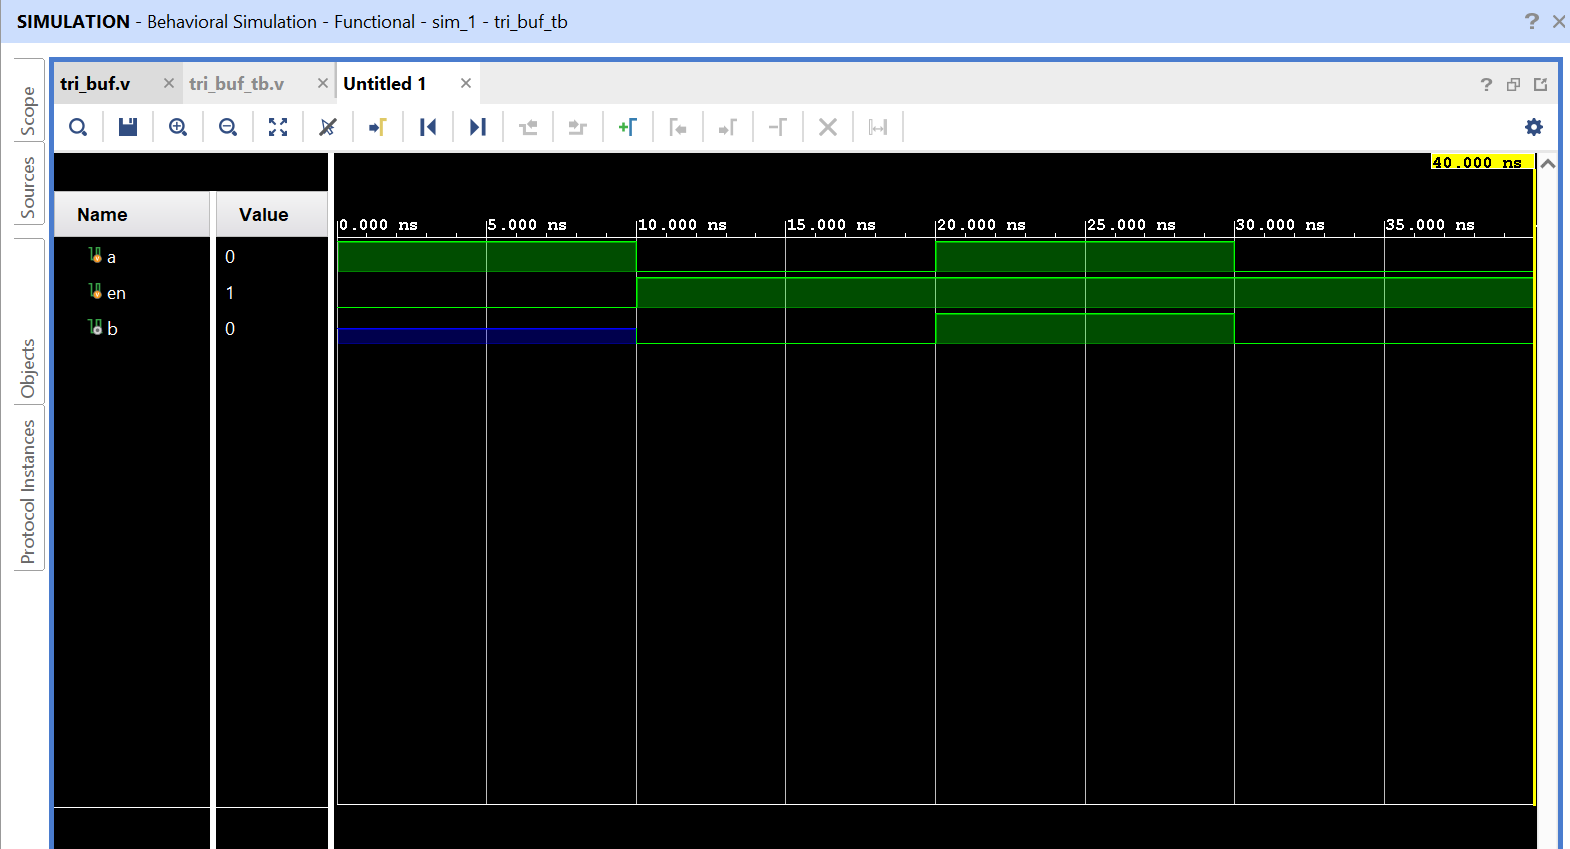 SIMULATION - Behavioral Simulation - Functional - sim_1 - tri_buf_tb
tri_buf.v
tri_buf_tb.v
Untitled 1
Scope
Sources
Objects
Protocol Instances
40.000 ns
Name Value
0.000 ns 5.000 ns 10.000 ns 15.000 ns 20.000 ns 25.000 ns 30.000 ns 35.000 ns
a 0
en 1
b 0